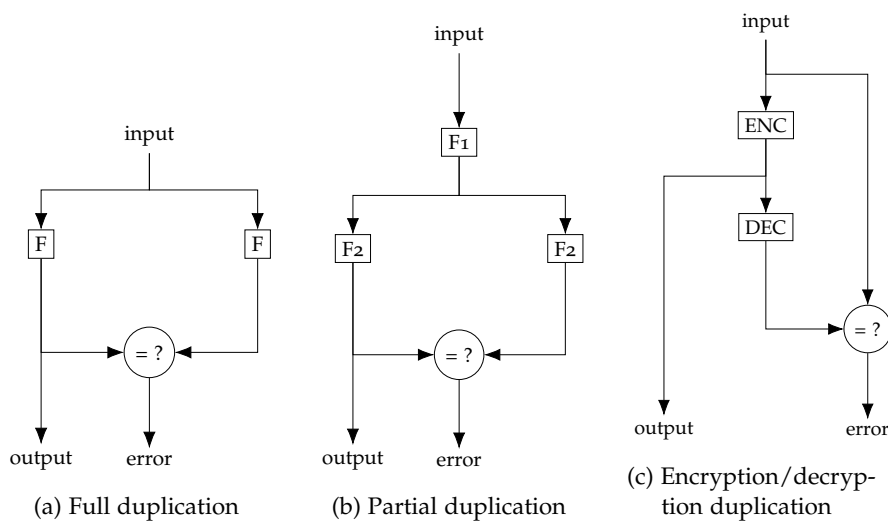 input
F
F
= ?
output
error
(a) Full duplication
input
F1
F2
F2
= ?
output
error
(b) Partial duplication
input
ENC
DEC
= ?
output
error
(c) Encryption/decryp-
tion duplication